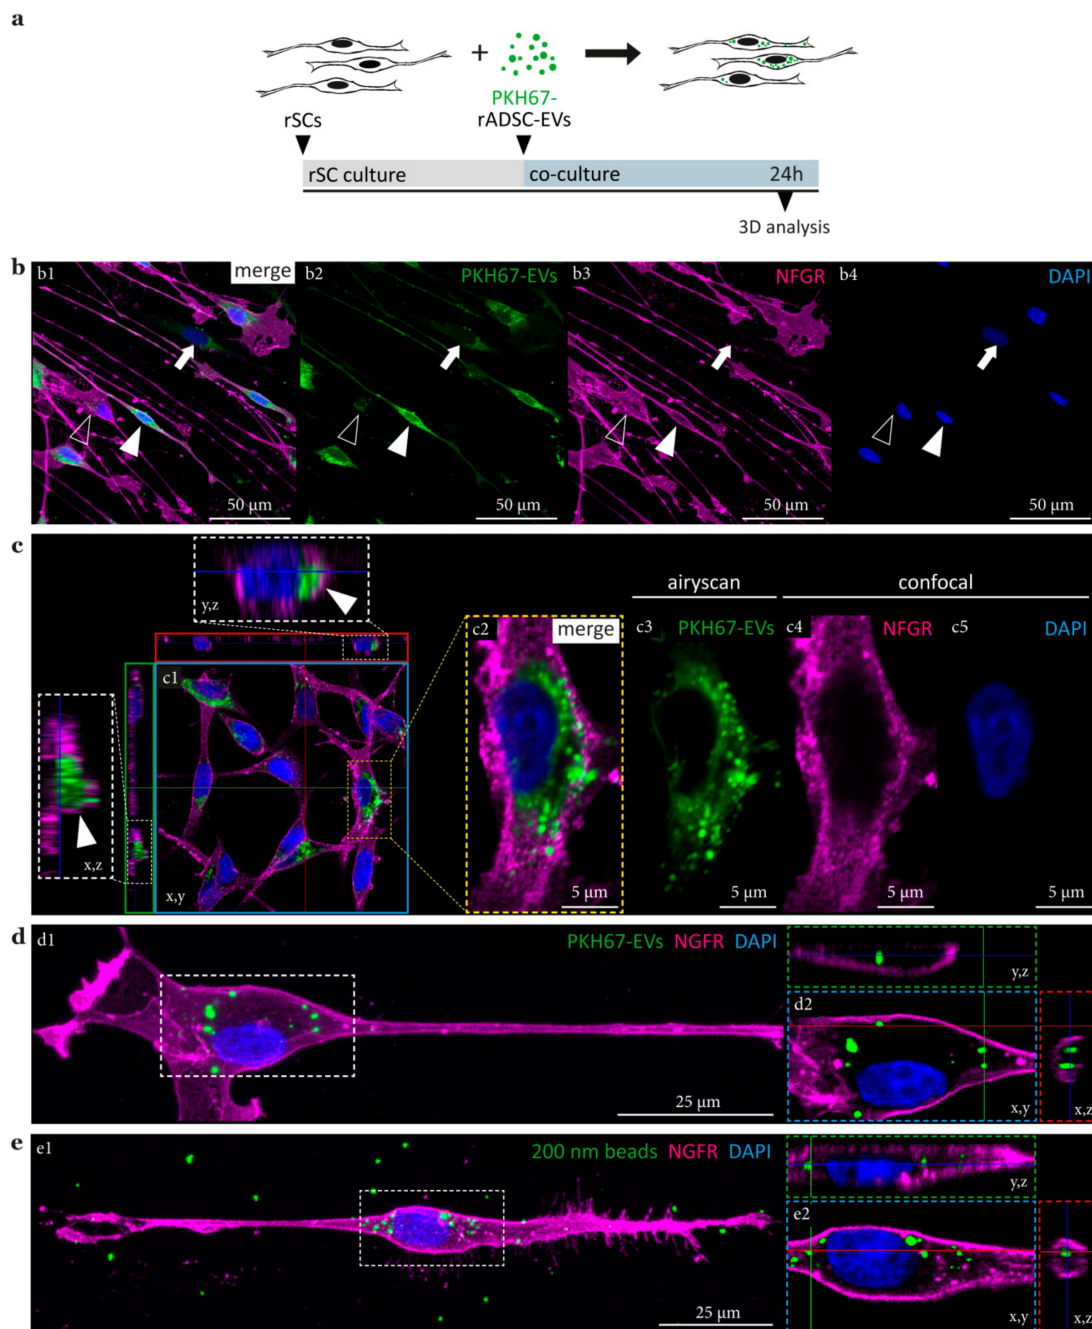 a
+
PKH67-
rSCs
rADSC-EVs
rSC culture
co-culture
24h
3D analysis
b
b1
merge
b2
PKH67-EVs
b3
NFGR
b4
DAPI
50 µm
50 µm
50 µm
50 µm
c
y,z
airyscan
confocal
c1
c2
merge
c3
PKH67-EVs
c4
NFGR
c5
DAPI
x,z
x,y
5 µm
5 µm
5 µm
5 µm
d
d1
PKH67-EVs NGFR DAPI
y,z
d2
25 µm
x,y
x,z
e
e1
200 nm beads NGFR DAPI
y,z
e2
25 µm
x,y
x,z